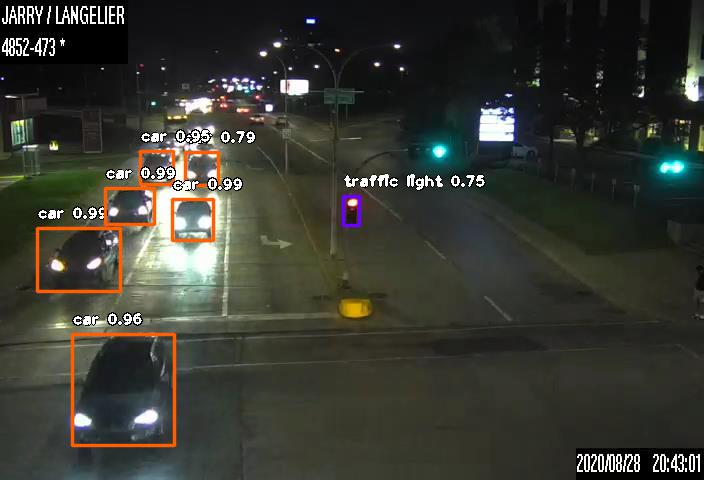 JARRY / LANGELIER
4852-473 *
car 0.95
0.79
car 0.99
car 0.99
traffic light 0.75
car 0.99
car 0.96
2020/08/28 20:43:01